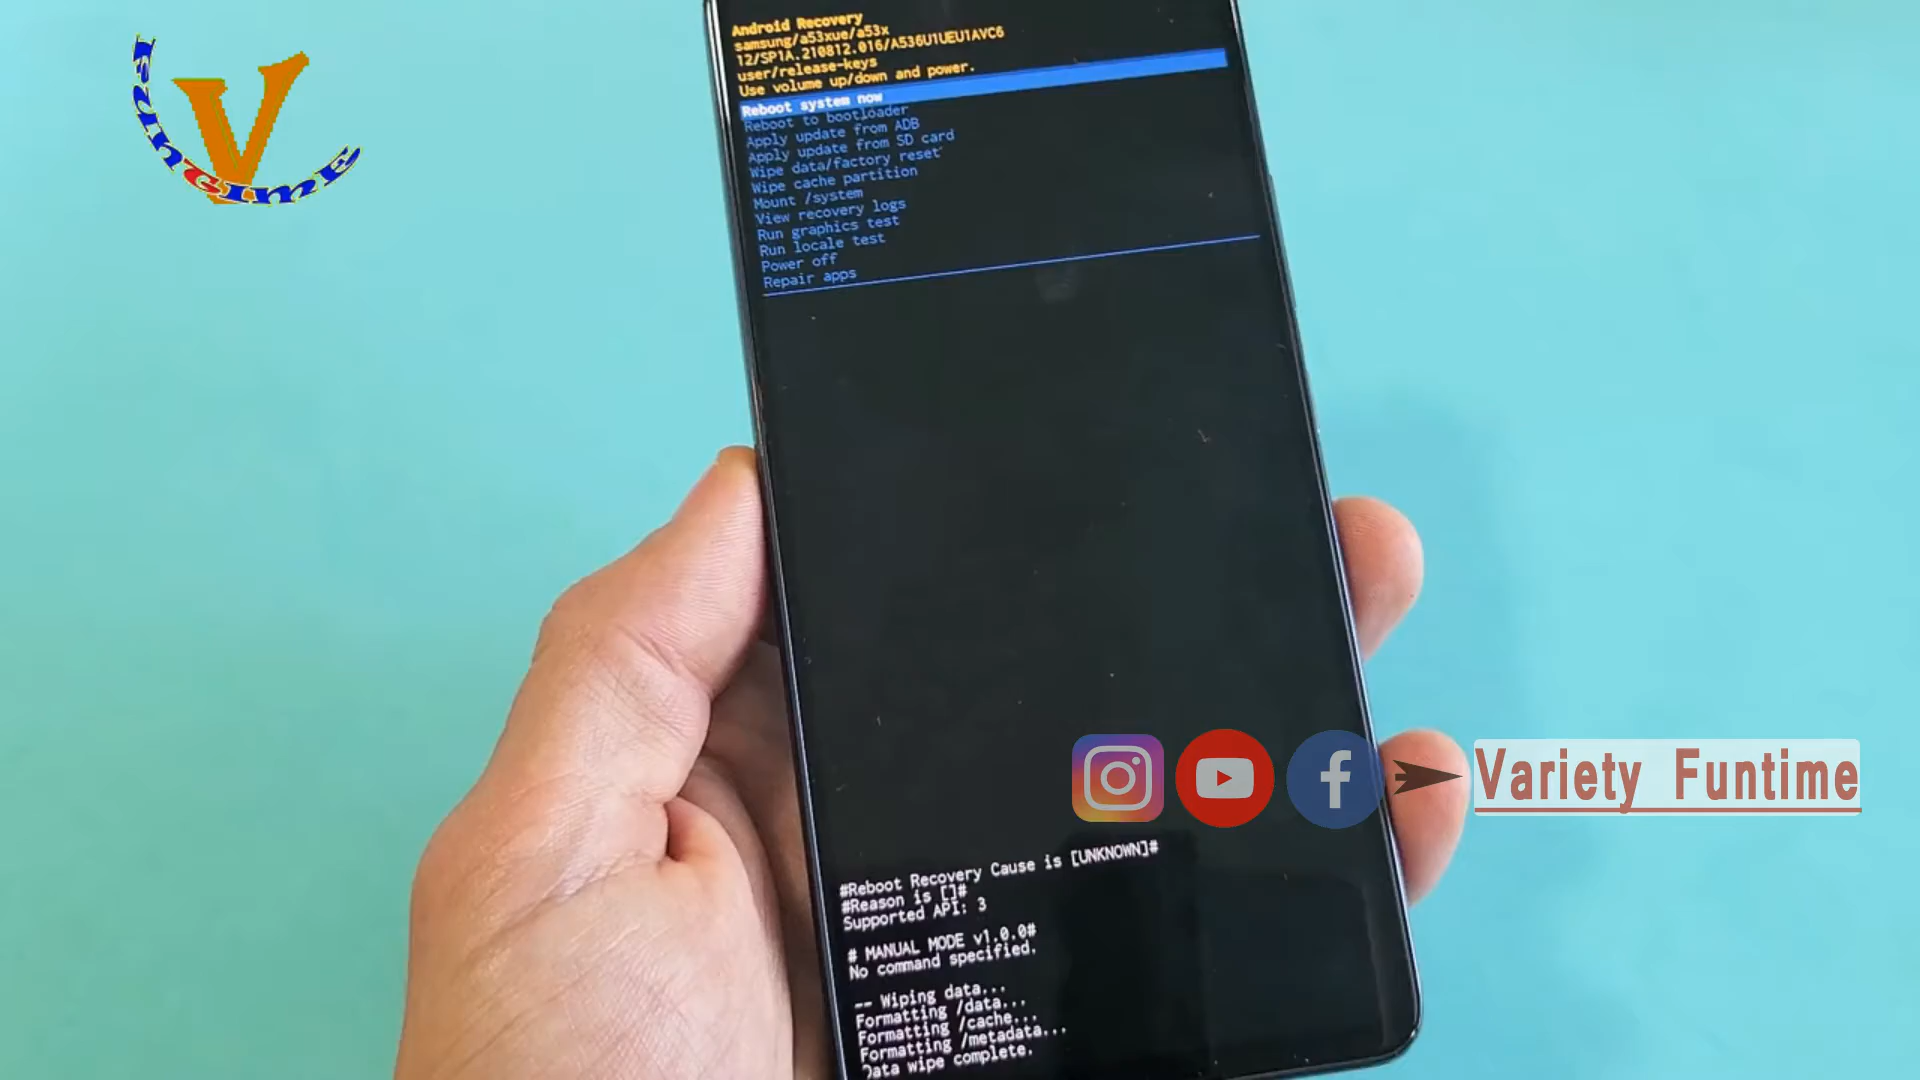 Android Recovery
samsung/a53xue/a53x
12/SP1A.210812.016/A536U1UEU1AVC6
user/release-keys
Use volume up/down and power.
Reboot system now
Reboot to bootloader
Apply update from ADB
Apply update from SD card
Wipe data/factory reset
Wipe cache partition
Mount /system
View recovery logs
Run graphics test
Run locale test
Power off
Repair apps
V
FUNTIME
Variety Funtime
#Reboot Recovery Cause is [UNKNOWN]#
#Reason is []#
Supported API: 3
# MANUAL MODE v1.0.0#
No command specified.
-- Wiping data...
Formatting /data...
Formatting /cache...
Formatting /metadata...
Data wipe complete.